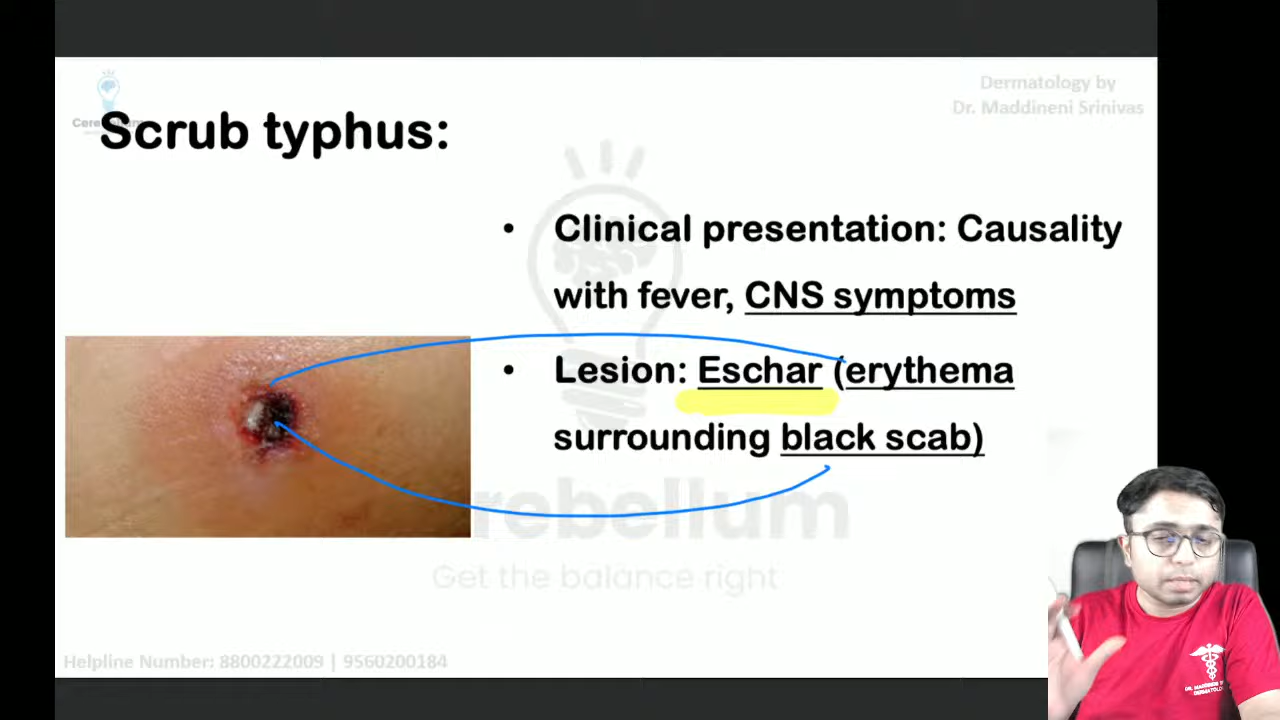 Dermatology by
Dr. Maddineni Srinivas
Scrub typhus:
• Clinical presentation: Causality
with fever, CNS symptoms
• Lesion: Eschar (erythema
surrounding black scab)
rebellum
Get the balance right
Helpline Number: 8800222009 | 9560200184